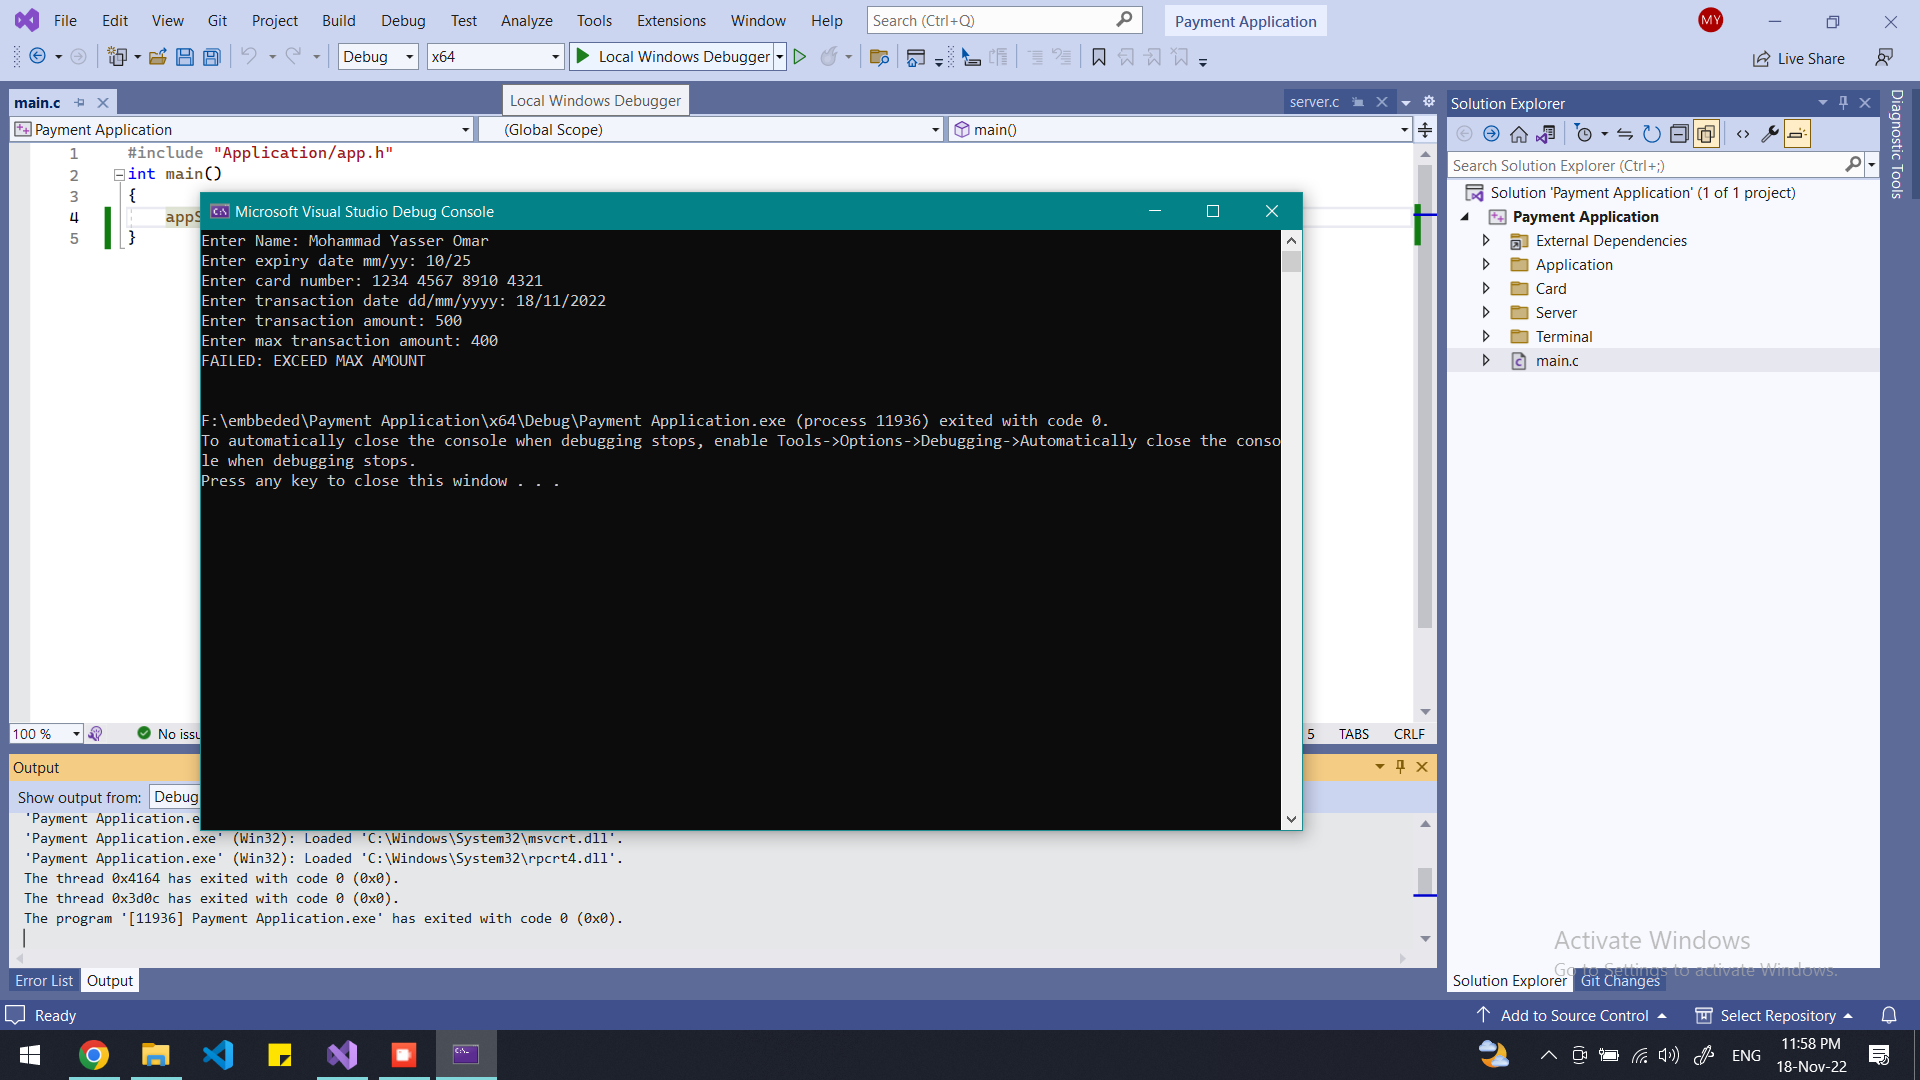 File Edit View Git Project Build Debug Test Analyze Tools Extensions Window Help Search (Ctrl+Q) Payment Application MY
Debug x64 Local Windows Debugger Live Share
main.c Local Windows Debugger server.c
Payment Application (Global Scope) main()
1 #include "Application/app.h"
2 int main()
3 {
4 appS
5 }
Microsoft Visual Studio Debug Console
Enter Name: Mohammad Yasser Omar
Enter expiry date mm/yy: 10/25
Enter card number: 1234 4567 8910 4321
Enter transaction date dd/mm/yyyy: 18/11/2022
Enter transaction amount: 500
Enter max transaction amount: 400
FAILED: EXCEED MAX AMOUNT
F:\embbeded\Payment Application\x64\Debug\Payment Application.exe (process 11936) exited with code 0.
To automatically close the console when debugging stops, enable Tools->Options->Debugging->Automatically close the conso
le when debugging stops.
Press any key to close this window . . .
100 % No issu 5 TABS CRLF
Output
Show output from: Debug
'Payment Application.e
'Payment Application.exe' (Win32): Loaded 'C:\Windows\System32\msvcrt.dll'.
'Payment Application.exe' (Win32): Loaded 'C:\Windows\System32\rpcrt4.dll'.
The thread 0x4164 has exited with code 0 (0x0).
The thread 0x3d0c has exited with code 0 (0x0).
The program '[11936] Payment Application.exe' has exited with code 0 (0x0).
Error List Output
Solution Explorer
Search Solution Explorer (Ctrl+;)
Solution 'Payment Application' (1 of 1 project)
Payment Application
External Dependencies
Application
Card
Server
Terminal
main.c
Activate Windows
Go to Settings to activate Windows.
Solution Explorer Git Changes
Diagnostic Tools
Ready Add to Source Control Select Repository
ENG 11:58 PM
18-Nov-22